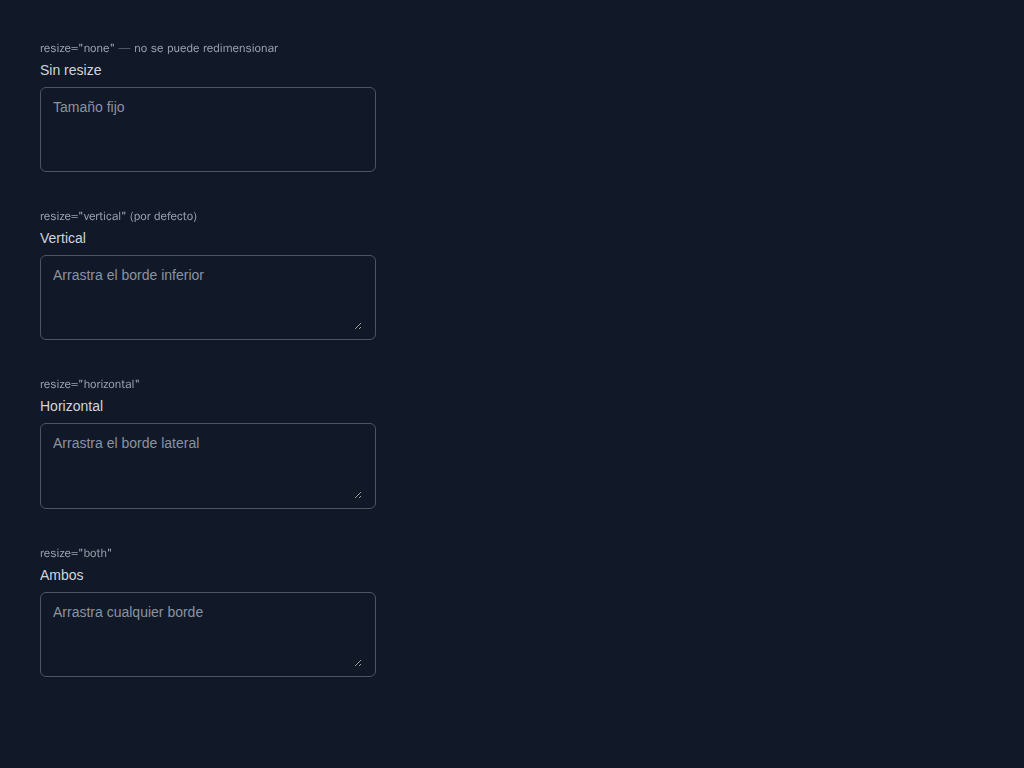 resize="none" — no se puede redimensionar
Sin resize
Tamaño fijo
resize="vertical" (por defecto)
Vertical
Arrastra el borde inferior
resize="horizontal"
Horizontal
Arrastra el borde lateral
resize="both"
Ambos
Arrastra cualquier borde